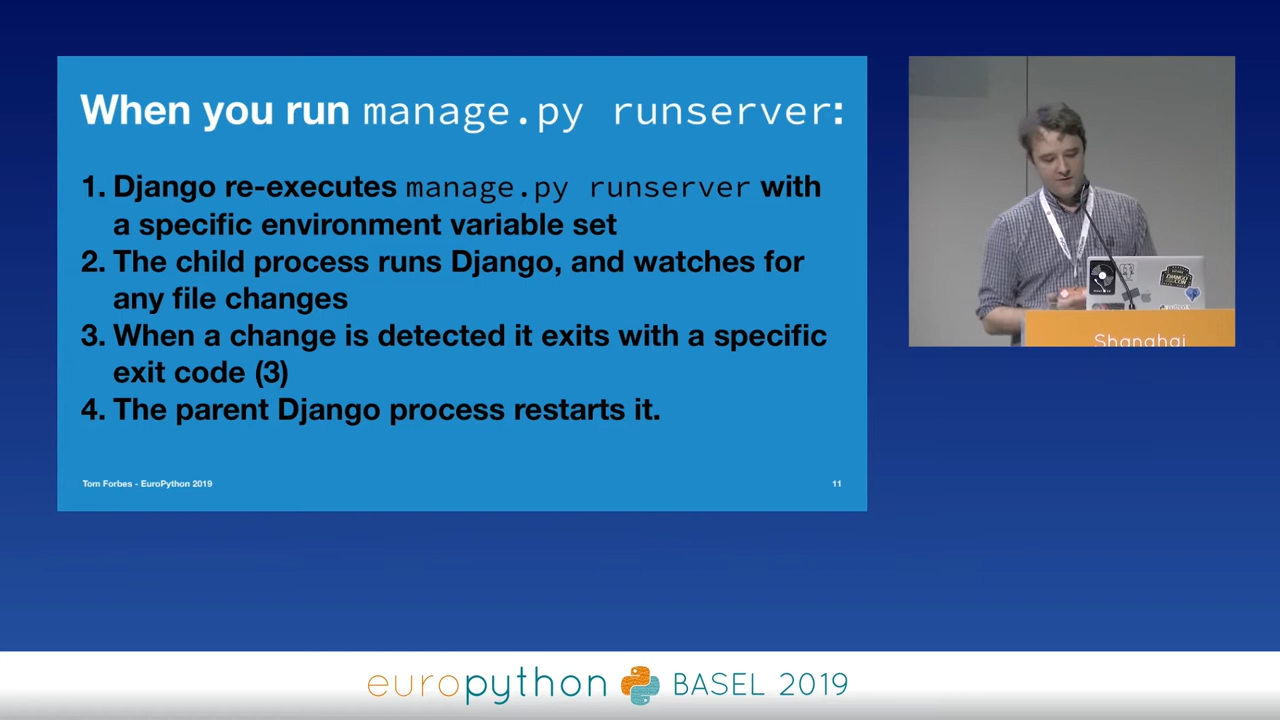 When you run manage.py runserver:
1. Django re-executes manage.py runserver with
a specific environment variable set
2. The child process runs Django, and watches for
any file changes
3. When a change is detected it exits with a specific
exit code (3)
4. The parent Django process restarts it.
Tom Forbes - EuroPython 2019
11
Shanghai
europython BASEL 2019